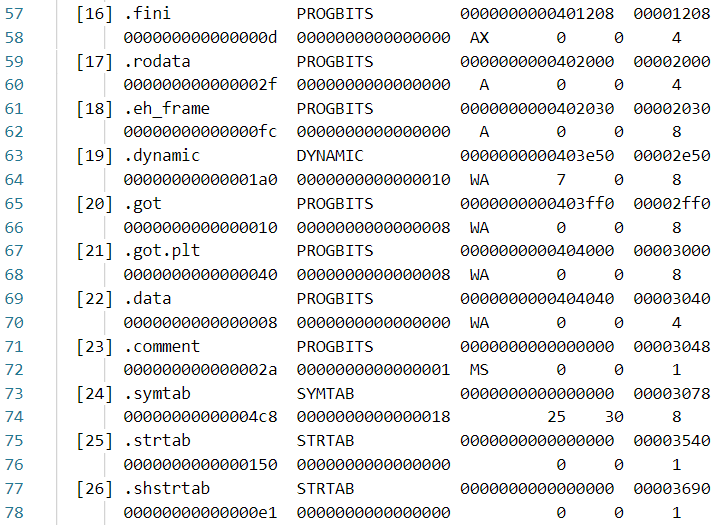 57 [16] .fini PROGBITS 0000000000401208 00001208
58 000000000000000d 0000000000000000 AX 0 0 4
59 [17] .rodata PROGBITS 0000000000402000 00002000
60 000000000000002f 0000000000000000 A 0 0 4
61 [18] .eh_frame PROGBITS 0000000000402030 00002030
62 00000000000000fc 0000000000000000 A 0 0 8
63 [19] .dynamic DYNAMIC 0000000000403e50 00002e50
64 00000000000001a0 0000000000000010 WA 7 0 8
65 [20] .got PROGBITS 0000000000403ff0 00002ff0
66 0000000000000010 0000000000000008 WA 0 0 8
67 [21] .got.plt PROGBITS 0000000000404000 00003000
68 0000000000000040 0000000000000008 WA 0 0 8
69 [22] .data PROGBITS 0000000000404040 00003040
70 0000000000000008 0000000000000000 WA 0 0 4
71 [23] .comment PROGBITS 0000000000000000 00003048
72 000000000000002a 0000000000000001 MS 0 0 1
73 [24] .symtab SYMTAB 0000000000000000 00003078
74 00000000000004c8 0000000000000018 25 30 8
75 [25] .strtab STRTAB 0000000000000000 00003540
76 0000000000000150 0000000000000000 0 0 1
77 [26] .shstrtab STRTAB 0000000000000000 00003690
78 00000000000000e1 0000000000000000 0 0 1